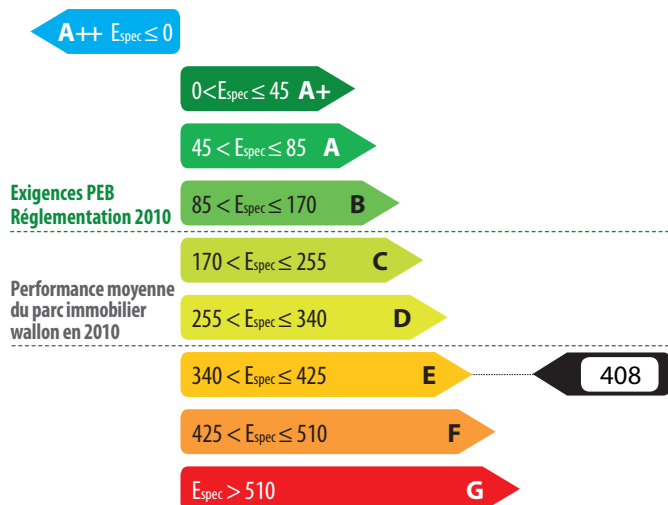 A++ Espec ≤ 0
0<Espec ≤ 45 A+
45 < Espec ≤ 85 A
Exigences PEB
Réglementation 2010
85 < Espec ≤ 170 B
170 < Espec ≤ 255 C
Performance moyenne
du parc immobilier
wallon en 2010
255 < Espec ≤ 340 D
340 < Espec ≤ 425 E
408
425 < Espec ≤ 510 F
Espec > 510 G